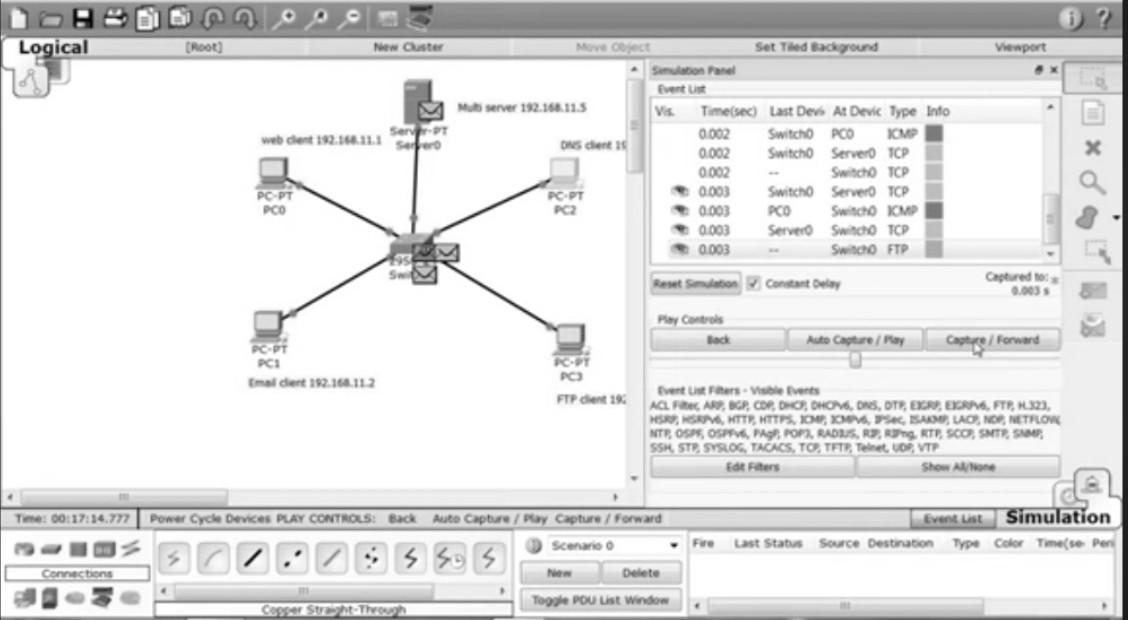 Logical [Root] New Cluster Move Object Set Tiled Background Viewport
Multi server 192.168.11.5
Server-PT
Server0
web client 192.168.11.1
DNS client 19
PC-PT
PC0
PC-PT
PC2
PC-PT
PC1
Email client 192.168.11.2
PC-PT
PC3
FTP client 192
Simulation Panel
Event List
Vis. Time(sec) Last Devi At Devic Type Info
0.002 Switch0 PC0 ICMP
0.002 Switch0 Server0 TCP
0.002 -- Switch0 TCP
0.003 Switch0 Server0 TCP
0.003 PC0 Switch0 ICMP
0.003 Server0 Switch0 TCP
0.003 -- Switch0 FTP
Reset Simulation Constant Delay Captured to:
0.003 s
Play Controls
Back Auto Capture / Play Capture / Forward
Event List Filters - Visible Events
ACL Filter, ARP, BGP, CDP, DHCP, DHCPv6, DNS, DTP, EIGRP, EIGRPv6, FTP, H.323,
HSRP, HSRPv6, HTTP, HTTPS, ICMP, ICMPv6, IPSec, ISAKMP, LACP, NDP, NETFLOW,
NTP, OSPF, OSPFv6, PAgP, POP3, RADIUS, RIP, RIPng, RTP, SCCP, SMTP, SNMP,
SSH, STP, SYSLOG, TACACS, TCP, TFTP, Telnet, UDP, VTP
Edit Filters Show All/None
Time: 00:17:14.777 Power Cycle Devices PLAY CONTROLS: Back Auto Capture / Play Capture / Forward Event List Simulation
Connections
Copper Straight-Through
Scenario 0
New Delete
Toggle PDU List Window
Fire Last Status Source Destination Type Color Time(se Peri